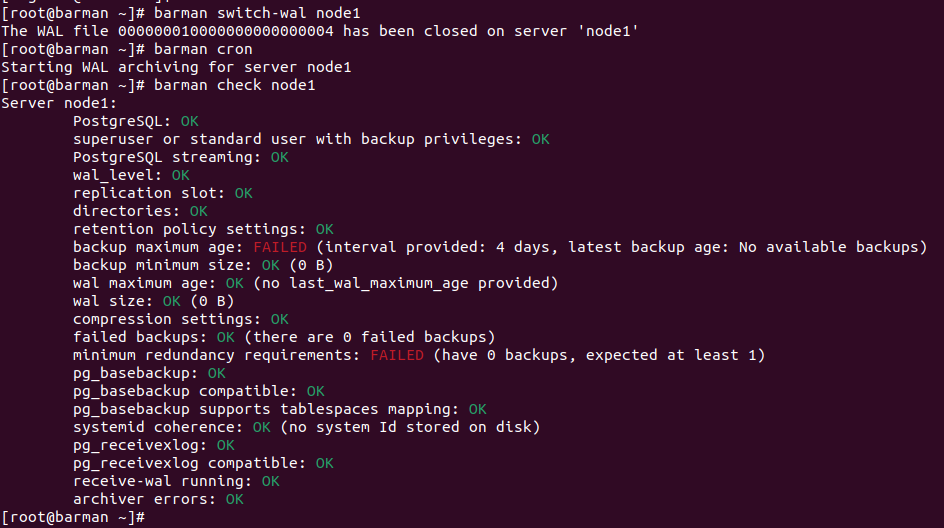 [root@barman ~]# barman switch-wal node1
The WAL file 000000010000000000000004 has been closed on server 'node1'
[root@barman ~]# barman cron
Starting WAL archiving for server node1
[root@barman ~]# barman check node1
Server node1:
PostgreSQL: OK
superuser or standard user with backup privileges: OK
PostgreSQL streaming: OK
wal_level: OK
replication slot: OK
directories: OK
retention policy settings: OK
backup maximum age: FAILED (interval provided: 4 days, latest backup age: No available backups)
backup minimum size: OK (0 B)
wal maximum age: OK (no last_wal_maximum_age provided)
wal size: OK (0 B)
compression settings: OK
failed backups: OK (there are 0 failed backups)
minimum redundancy requirements: FAILED (have 0 backups, expected at least 1)
pg_basebackup: OK
pg_basebackup compatible: OK
pg_basebackup supports tablespaces mapping: OK
systemid coherence: OK (no system Id stored on disk)
pg_receivexlog: OK
pg_receivexlog compatible: OK
receive-wal running: OK
archiver errors: OK
[root@barman ~]#